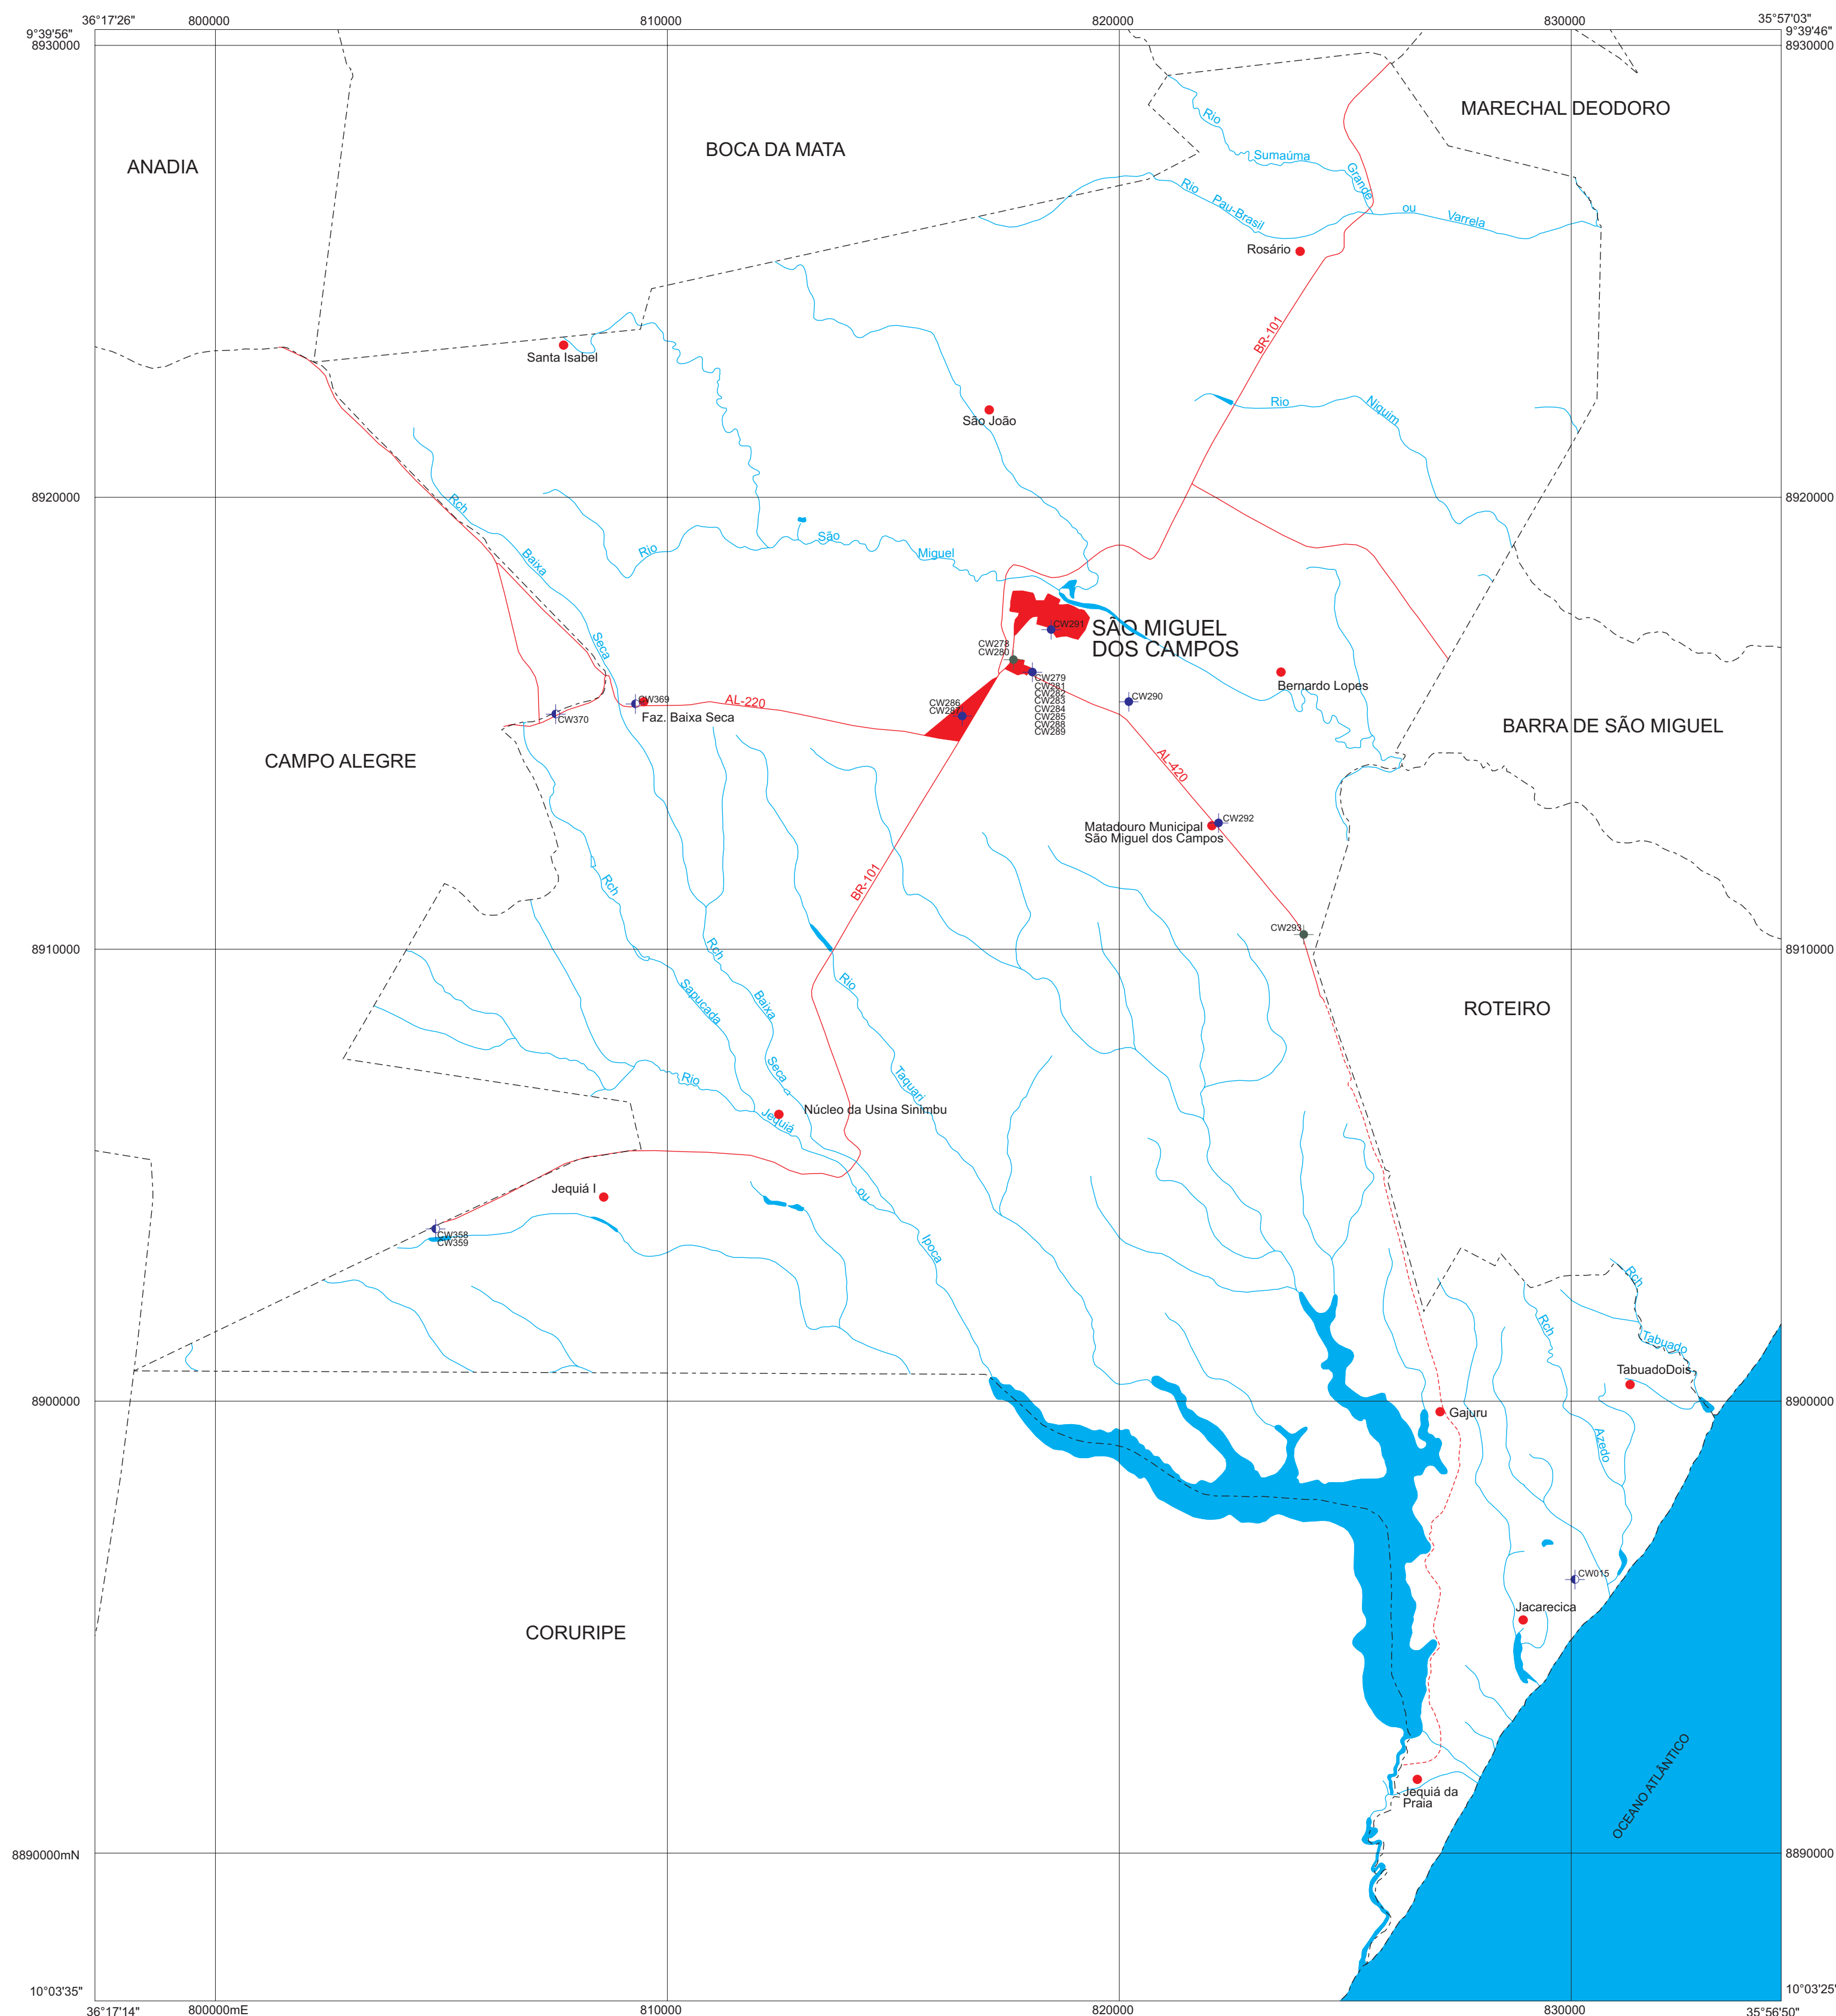 36°17'26"
800000
810000
820000
830000
35°57'03"
9°39'56"
9°39'46"
8930000
8930000
MARECHAL DEODORO
Rio
BOCA DA MATA
Sumaúma
ANADIA
Grande
Rio
Pau-Brasil
ou
Varrela
Rosário
BR-101
Santa Isabel
Rio
Niquim
São João
8920000
8920000
Rch
São
Rio
Miguel
Baixa
CW291
SÃO MIGUEL
DOS CAMPOS
Seca
CW278
CW280
CW279
CW281
CW282
CW283
CW284
CW285
CW288
CW289
Bernardo Lopes
CW369
AL-220
CW286
CW287
CW290
Faz. Baixa Seca
CW370
BARRA DE SÃO MIGUEL
CAMPO ALEGRE
AL-420
CW292
Matadouro Municipal
São Miguel dos Campos
BR-101
Rch
CW293
8910000
8910000
Rch
Rio
Sapucada
Baixa
ROTEIRO
Seca
Rio
Taquari
Núcleo da Usina Sinimbu
Jequiá
Jequiá I
ou
CW358
CW359
Ipoca
Rch
Rch
Tabuado
TabuadoDois
8900000
8900000
Gajuru
Azedo
CW015
Jacarecica
CORURIPE
OCEANO ATLÂNTICO
Jequiá da
Praia
8890000mN
8890000
10°03'35"
10°03'25"
36°17'14"
800000mE
810000
820000
830000
35°56'50"